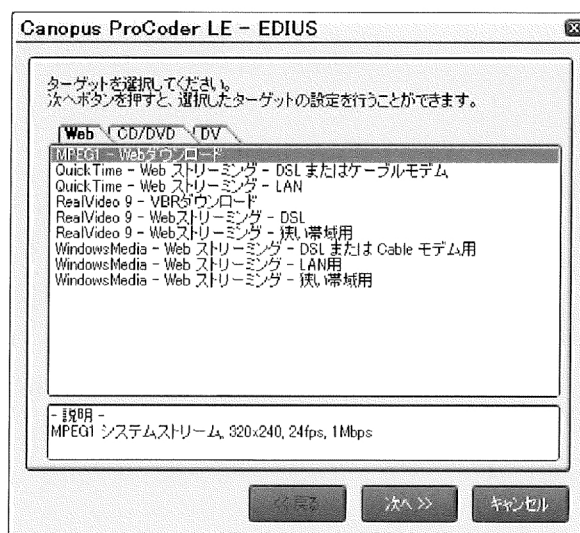 Canopus ProCoder LE - EDIUS
ターゲットを選択してください。
次へボタンを押すと、選択したターゲットの設定を行うことができます。
Web CD/DVD DV
MPEG1 - Webダウンロード
QuickTime - Web ストリーミング - DSL またはケーブルモデム
QuickTime - Web ストリーミング - LAN
RealVideo 9 - VBRダウンロード
RealVideo 9 - Webストリーミング - DSL
RealVideo 9 - Webストリーミング - 狭い帯域用
WindowsMedia - Web ストリーミング - DSL または Cable モデム用
WindowsMedia - Web ストリーミング - LAN用
WindowsMedia - Web ストリーミング - 狭い帯域用
- 説明 -
MPEG1 システムストリーム, 320x240, 24fps, 1Mbps
<< 戻る 次へ >> キャンセル